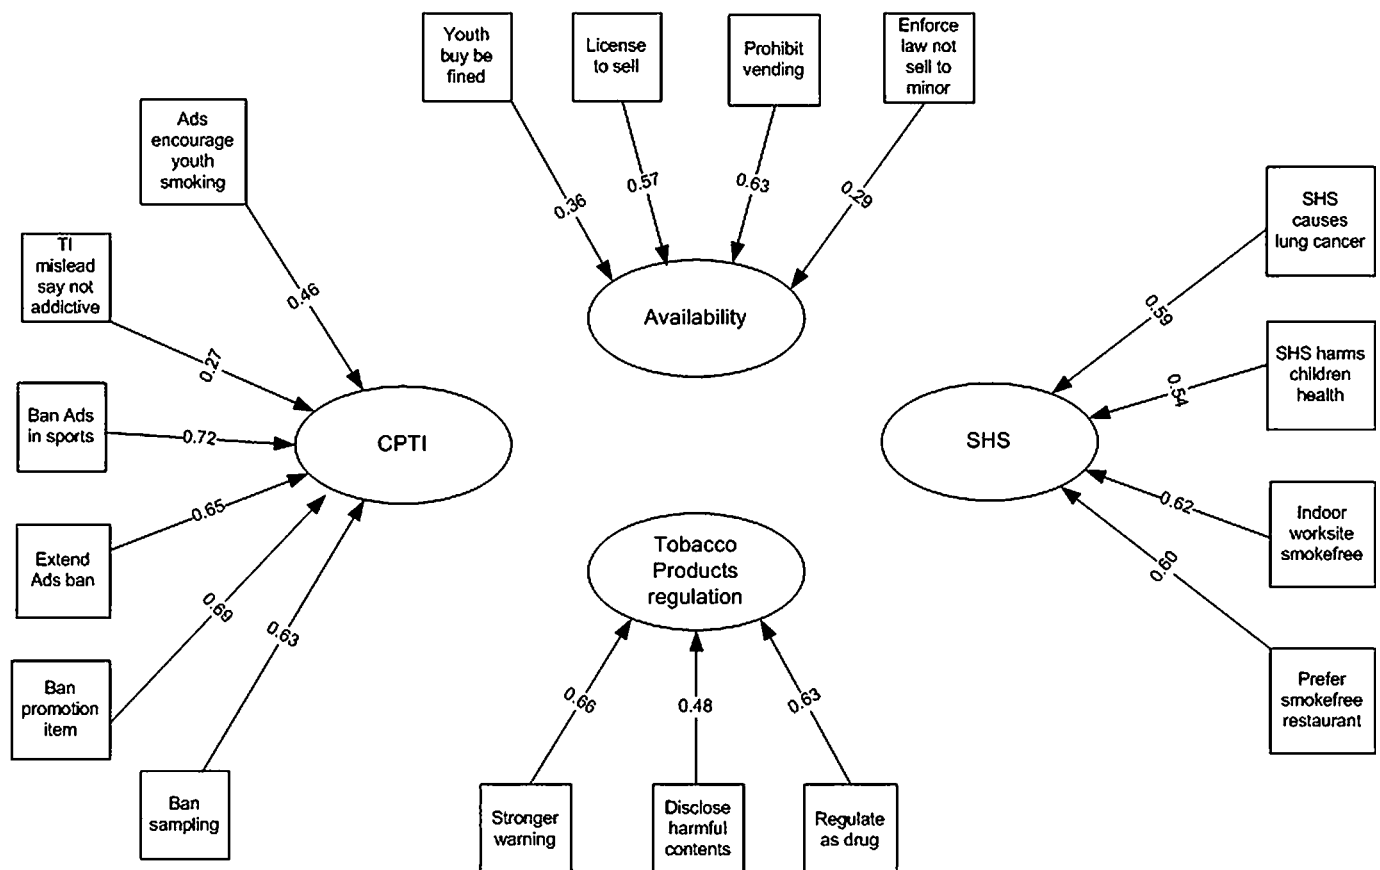 Youth
buy be
fined
License
to sell
Prohibit
vending
Enforce
law not
sell to
minor
Ads
encourage
youth
smoking
0.36
0.57
0.63
0.29
SHS
causes
lung cancer
TI
mislead
say not
addictive
0.46
Availability
0.59
0.27
SHS harms
children
health
0.54
Ban Ads
in sports
0.72
CPTI
SHS
0.65
0.62
Indoor
worksite
smokefree
Extend
Ads ban
Tobacco
Products
regulation
0.60
0.69
0.63
Ban
promotion
item
0.66
0.48
0.63
Prefer
smokefree
restaurant
Ban
sampling
Stronger
warning
Disclose
harmful
contents
Regulate
as drug